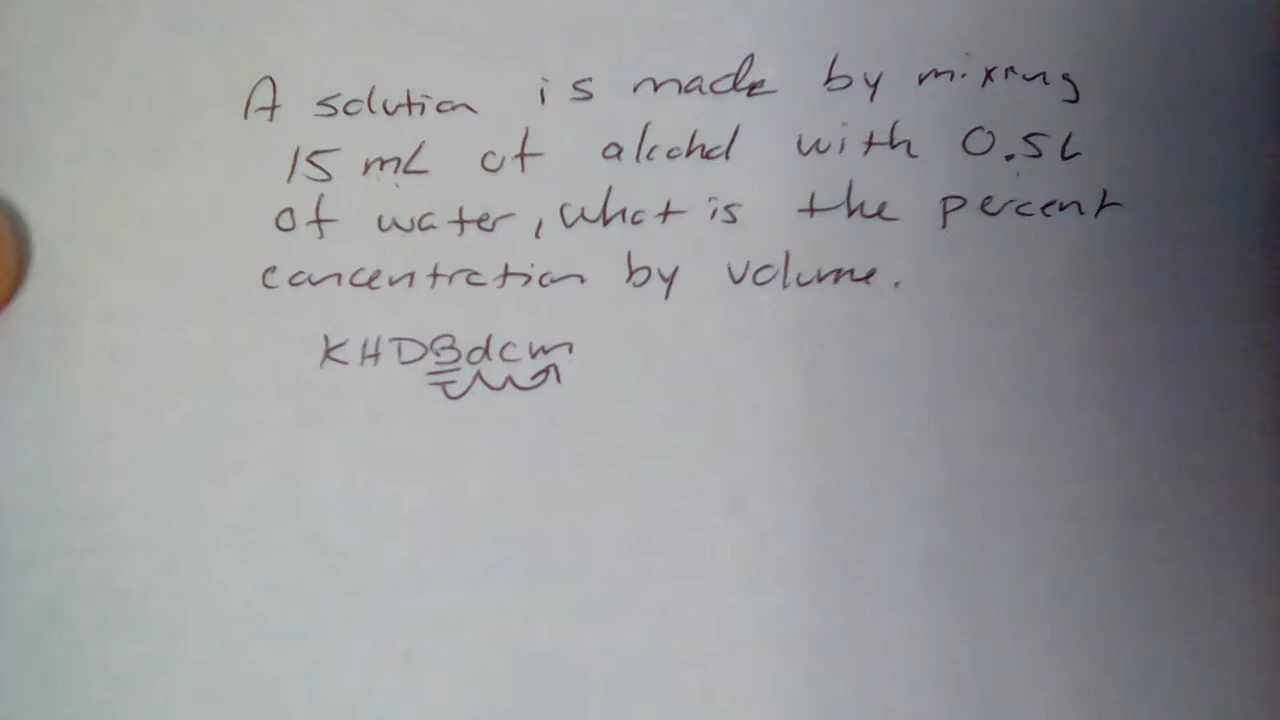 A solution is made by mixing
15 mL of alcohol with 0.5L
of water, what is the percent
concentration by volume.
KHDBdcm